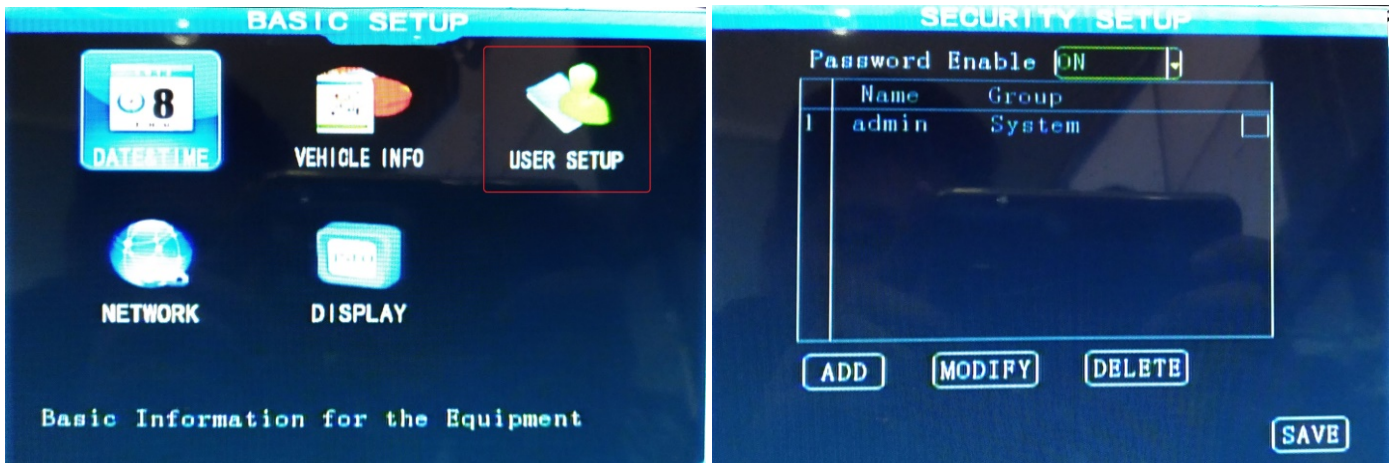 BASIC SETUP
8
DATE&TIME
VEHICLE INFO
USER SETUP
NETWORK
DISPLAY
Basic Information for the Equipment
SECURITY SETUP
Password Enable ON
Name Group
1 admin System
ADD MODIFY DELETE
SAVE